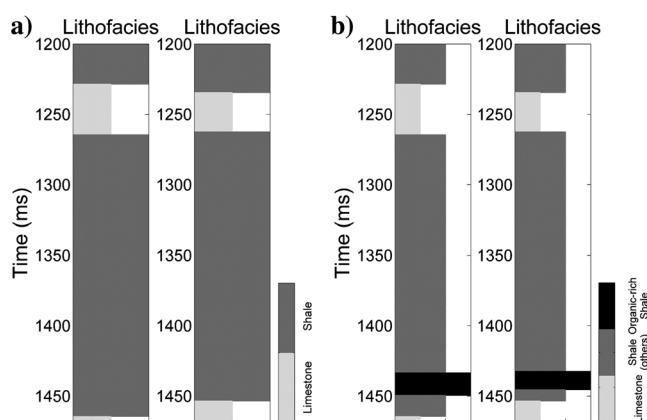 a)
Lithofacies
Lithofacies
Time (ms)
1200
1250
1300
1350
1400
1450
1200
1250
1300
1350
1400
1450
Shale
Limestone
b)
Lithofacies
Lithofacies
Time (ms)
1200
1250
1300
1350
1400
1450
1200
1250
1300
1350
1400
1450
Organic-rich
Shale
Shale
(others)
Limestone